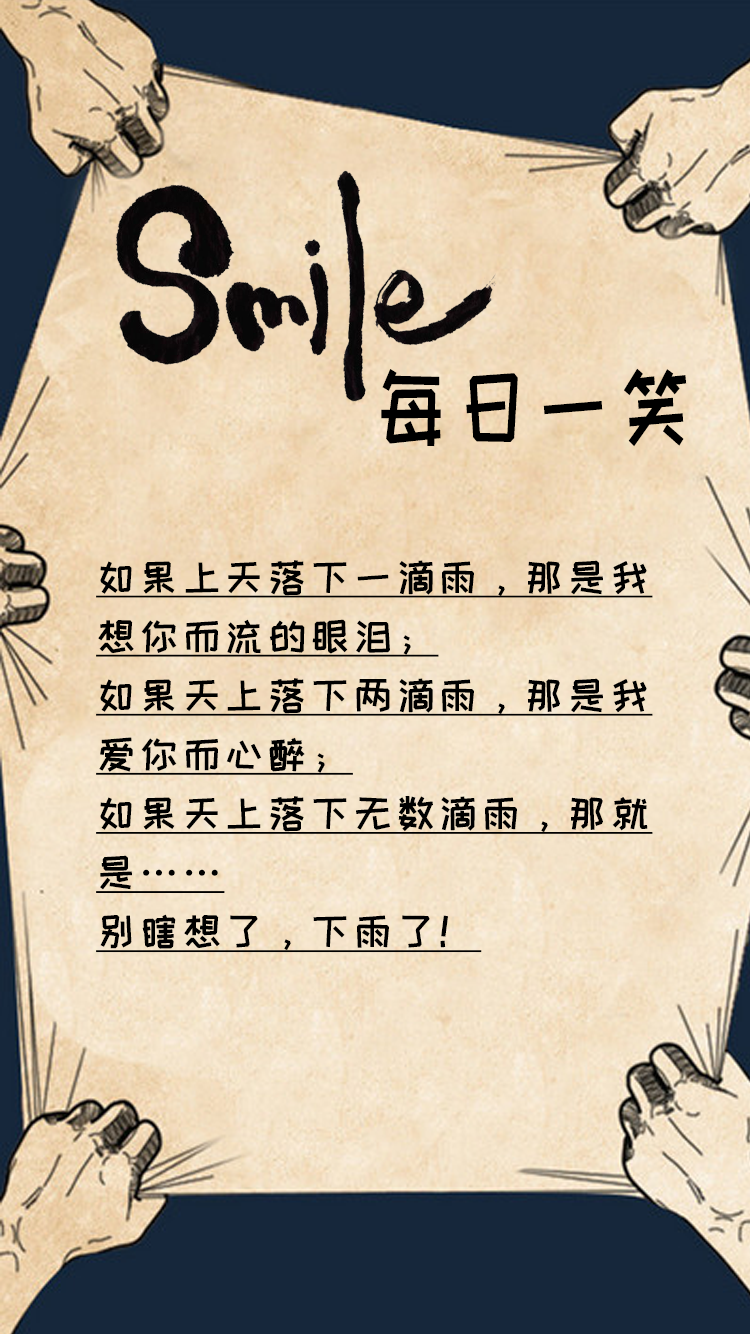 Smile
每日一笑
如果上天落下一滴雨，那是我
想你而流的眼泪；
如果天上落下两滴雨，那是我
爱你而心醉；
如果天上落下无数滴雨，那就
是……
别瞎想了，下雨了！